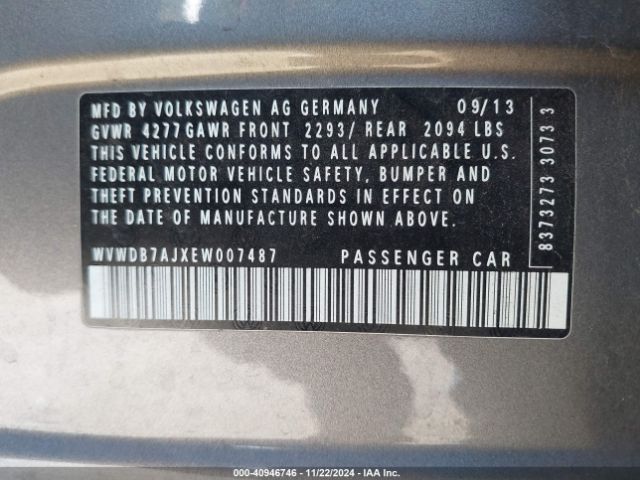 MFD BY VOLKSWAGEN AG GERMANY 09/13
GVWR 4277 GAWR FRONT 2293/ REAR 2094 LBS
THIS VEHICLE CONFORMS TO ALL APPLICABLE U.S.
FEDERAL MOTOR VEHICLE SAFETY, BUMPER AND
THEFT PREVENTION STANDARDS IN EFFECT ON
THE DATE OF MANUFACTURE SHOWN ABOVE.
WVWDB7AJXEW007487 PASSENGER CAR
8373273 3073 3
000-40946746 - 11/22/2024 - IAA Inc.